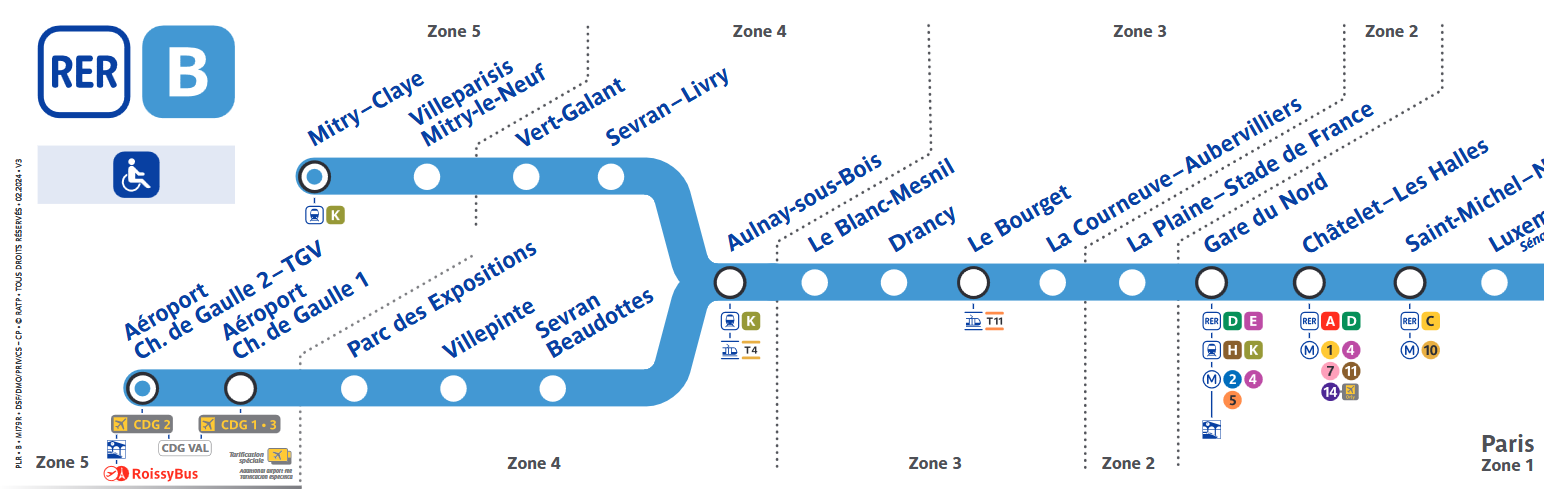 Zone 5
Zone 4
Zone 3
Zone 2
RER B
Mitry–Claye
Villeparisis
Mitry-le-Neuf
Vert-Galant
Sevran–Livry
K
Aéroport
Ch. de Gaulle 2–TGV
Aéroport
Ch. de Gaulle 1
Parc des Expositions
Villepinte
Sevran
Beaudottes
Aulnay-sous-Bois
Le Blanc-Mesnil
Drancy
Le Bourget
La Courneuve–Aubervilliers
La Plaine–Stade de France
Gare du Nord
Châtelet–Les Halles
Saint-Michel–N
Luxem
Séna
K
T4
T11
RER D E
H K
M 2 4
5
RER A D
M 1 4
7 11
14
Orly
RER C
M 10
CDG 2
CDG 1 • 3
CDG VAL
RoissyBus
Tarification
spéciale
Zone 5
Zone 4
Zone 3
Zone 2
Paris
Zone 1
PLR • B • MI79R • DSF/DMO/PRI/CS – CP • © RATP • TOUS DROITS RÉSERVÉS • 02.2024 • V3